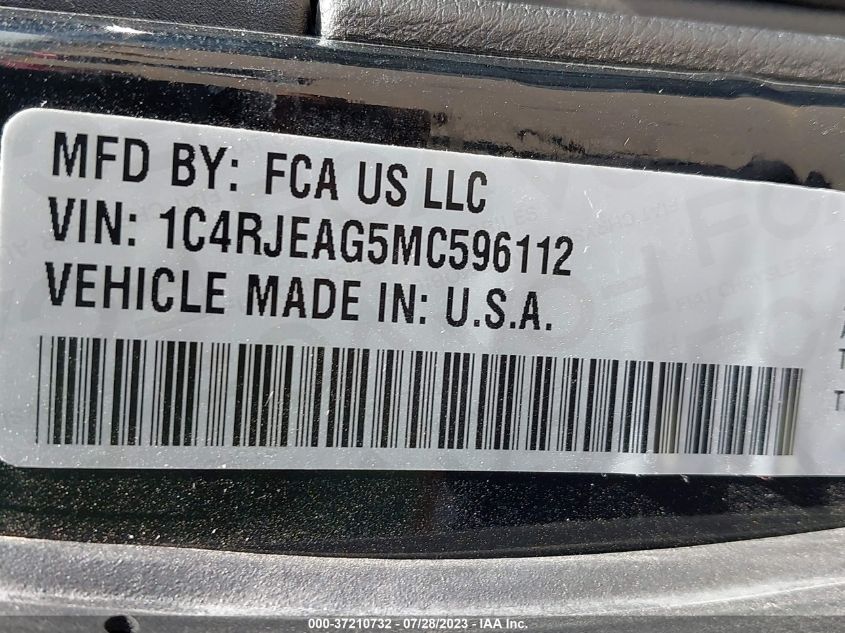 MFD BY: FCA US LLC
VIN: 1C4RJEAG5MC596112
VEHICLE MADE IN: U.S.A.
A
T
T
000-37210732 - 07/28/2023 - IAA Inc.